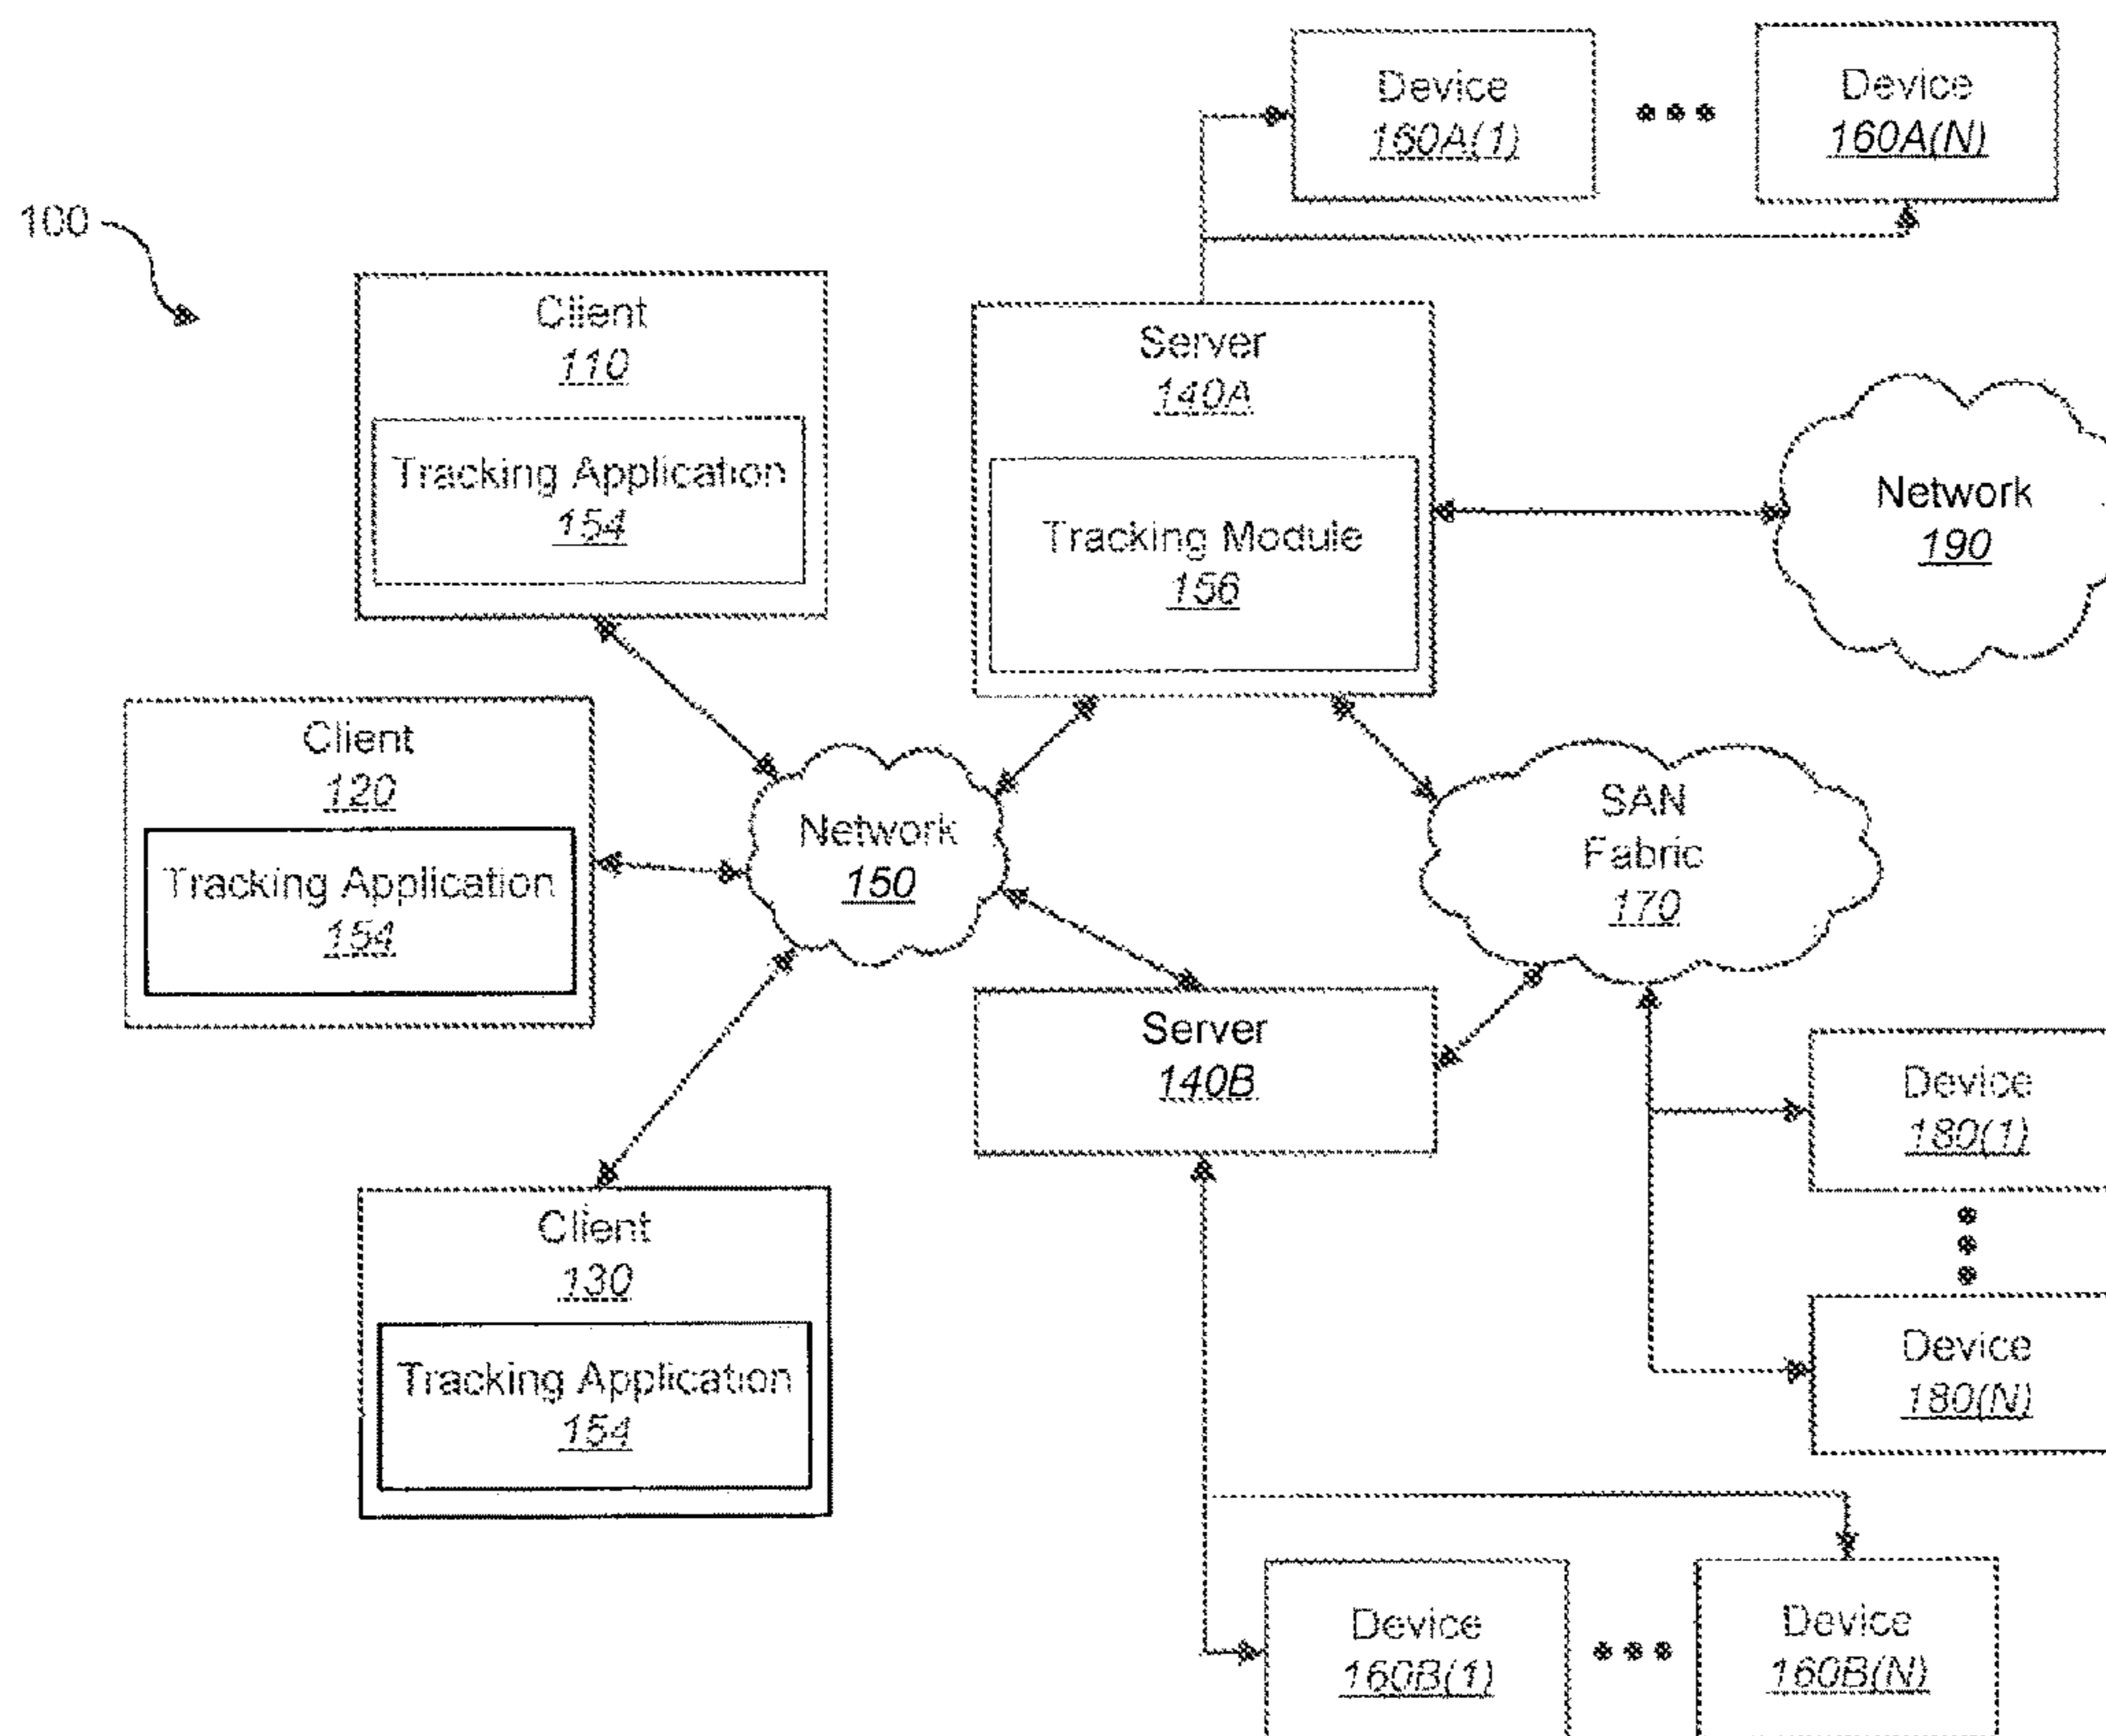 Device
160A(1)
Device
160A(N)
100
Client
110
Tracking Application
154
Server
140A
Tracking Module
156
Network
190
Client
120
Tracking Application
154
Network
150
SAN
Fabric
170
Server
140B
Device
180(1)
Client
130
Tracking Application
154
Device
180(N)
Device
160B(1)
Device
160B(N)